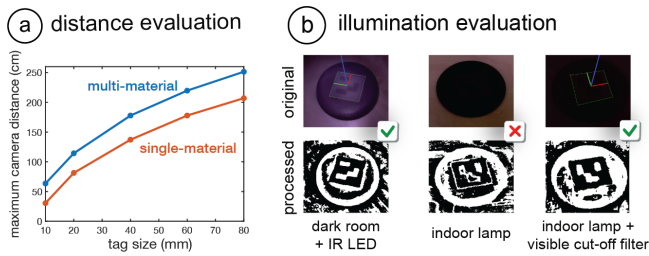 a distance evaluation
maximum camera distance (cm)
250
200
150
100
50
0
multi-material
single-material
10
20
30
40
50
60
70
80
tag size (mm)
b illumination evaluation
original
processed
dark room
+ IR LED
indoor lamp
indoor lamp +
visible cut-off filter